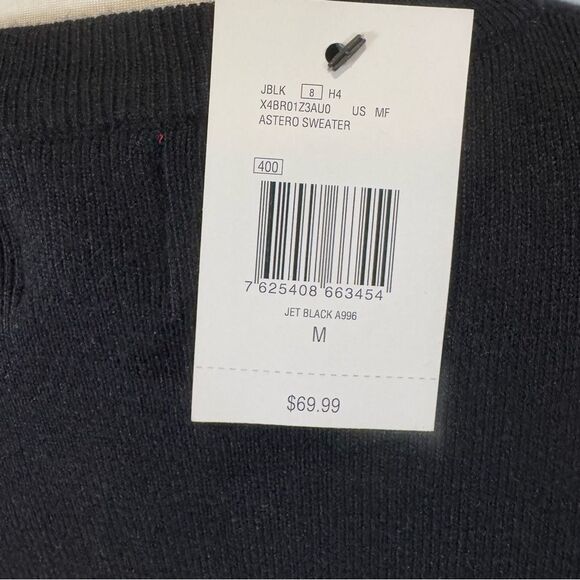 JBLK 8 H4
X4BR01Z3AU0 US MF
ASTERO SWEATER
400
7 625408 663454
JET BLACK A996
M
$69.99